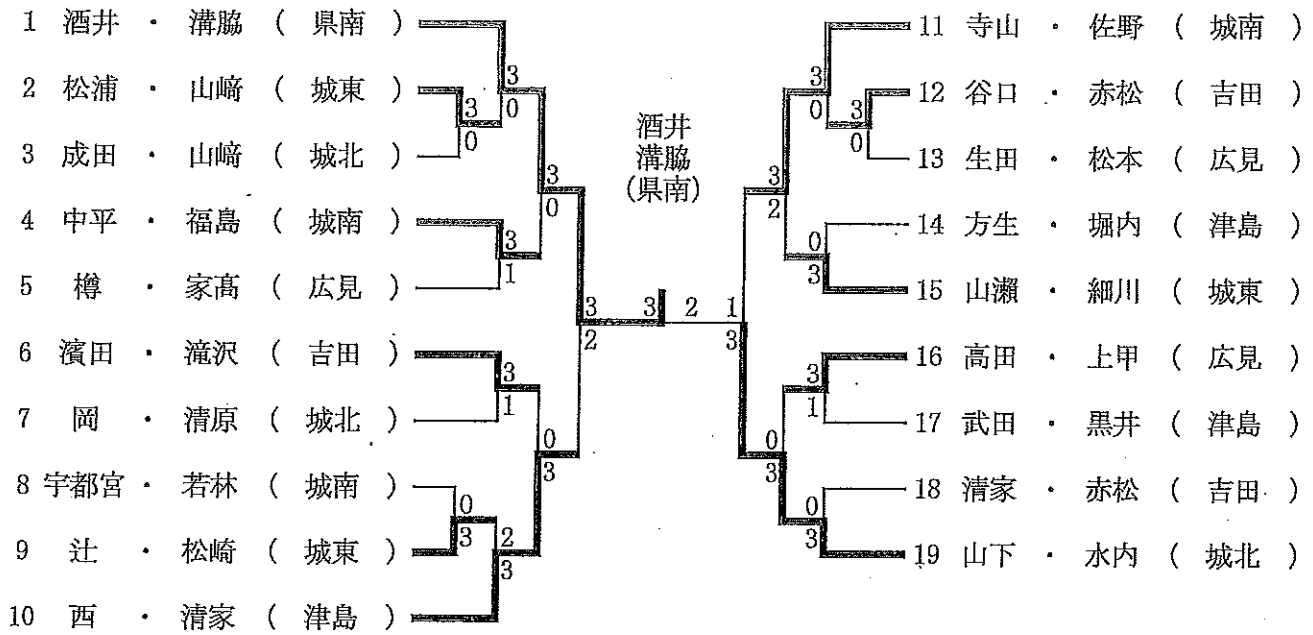 1 酒井 ・ 溝脇 ( 県南 )
2 松浦 ・ 山﨑 ( 城東 )
3 成田 ・ 山﨑 ( 城北 )
4 中平 ・ 福島 ( 城南 )
5 樽 ・ 家髙 ( 広見 )
6 濱田 ・ 滝沢 ( 吉田 )
7 岡 ・ 清原 ( 城北 )
8 宇都宮 ・ 若林 ( 城南 )
9 辻 ・ 松崎 ( 城東 )
10 西 ・ 清家 ( 津島 )
3
0
3
0
3
0
3
1
3
1
0
3
0
3
2
3
3
2
酒井
溝脇
(県南)
3 2
1
3
3
0
3
0
3
2
0
3
3
1
0
3
0
3
11 寺山 ・ 佐野 ( 城南 )
12 谷口 ・ 赤松 ( 吉田 )
13 生田 ・ 松本 ( 広見 )
14 方生 ・ 堀内 ( 津島 )
15 山瀬 ・ 細川 ( 城東 )
16 高田 ・ 上甲 ( 広見 )
17 武田 ・ 黒井 ( 津島 )
18 清家 ・ 赤松 ( 吉田 )
19 山下 ・ 水内 ( 城北 )